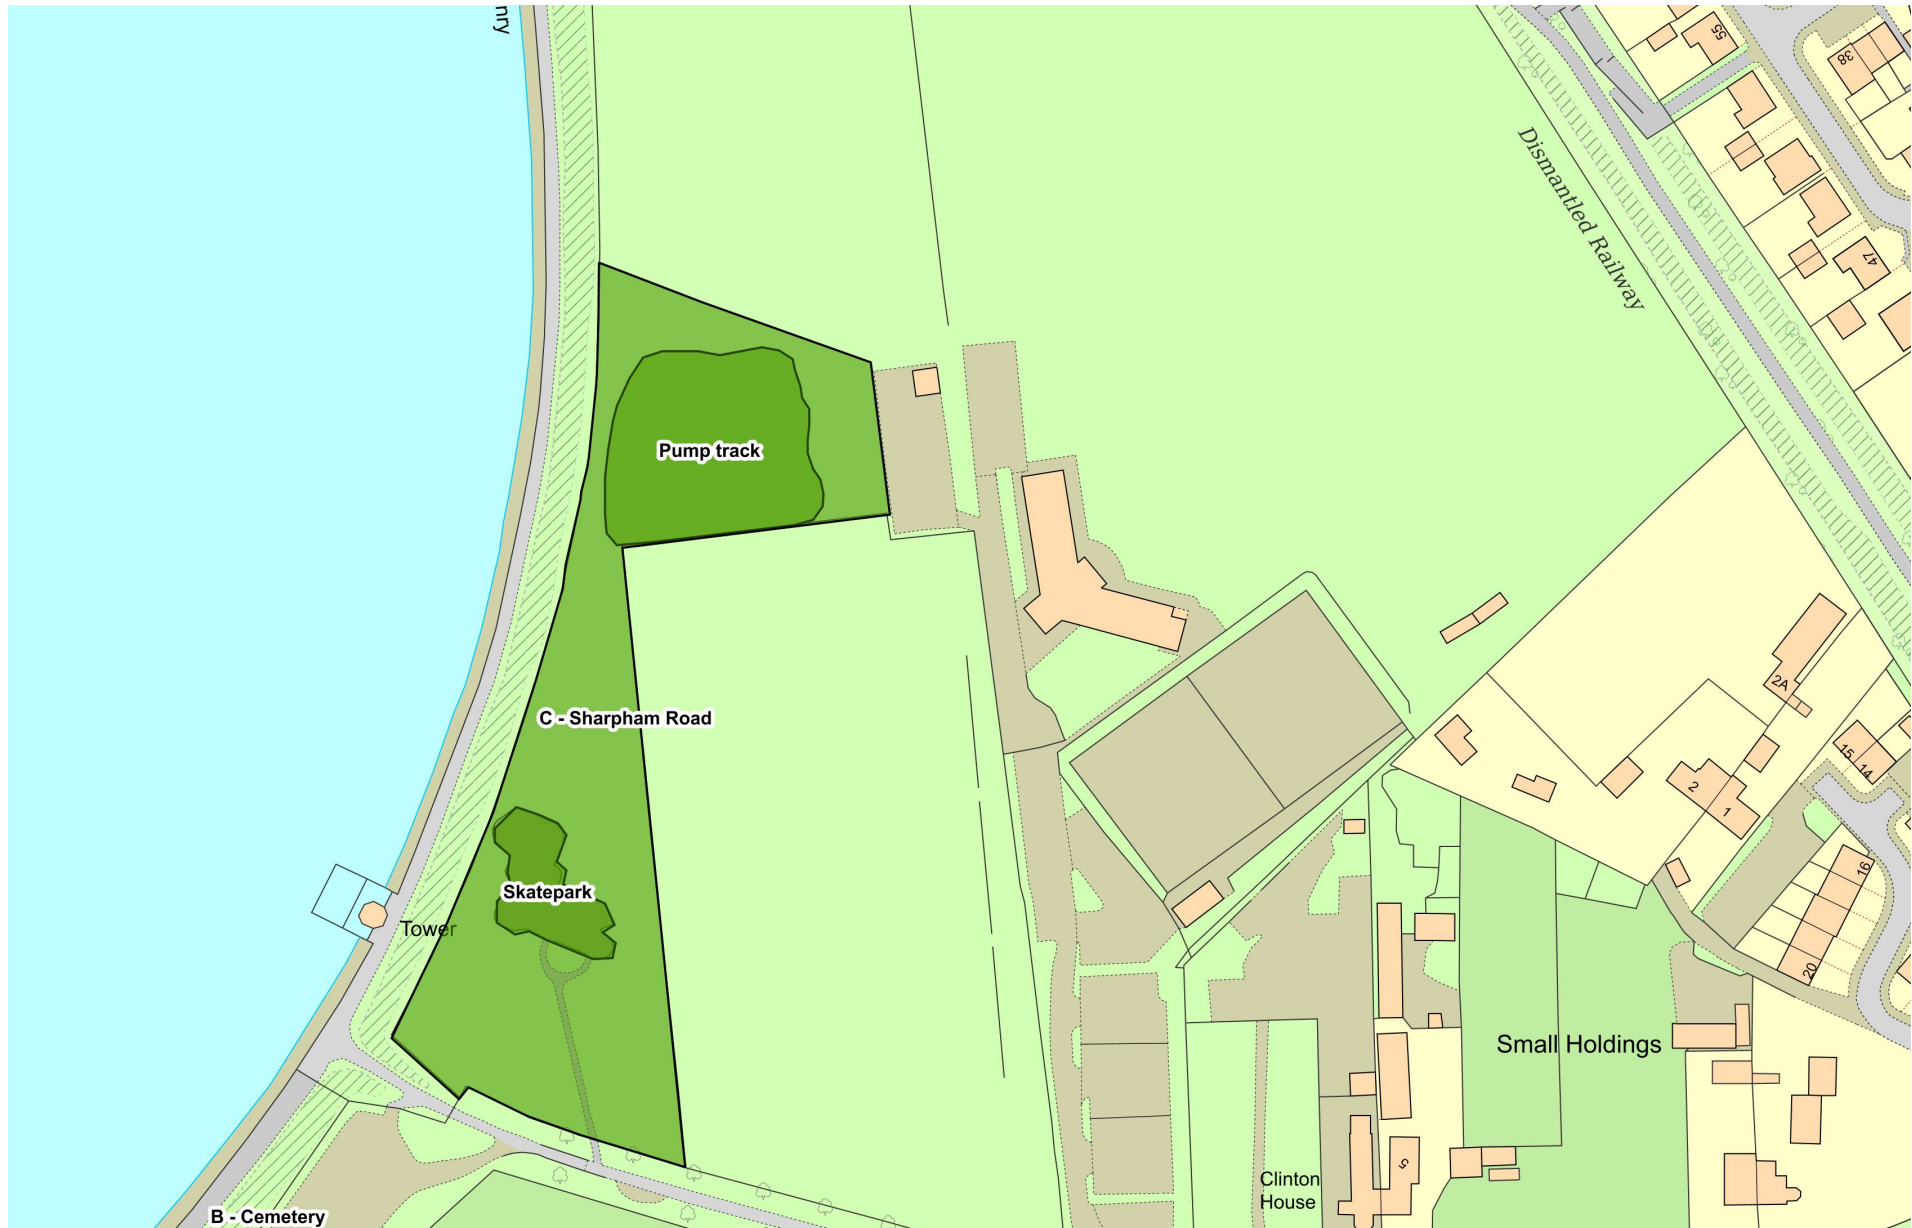 nry
55
38
Dismantled Railway
47
Pump track
C - Sharpham Road
2A
15
14
2
1
16
Skatepark
Tower
20
Small Holdings
5
Clinton
House
B - Cemetery